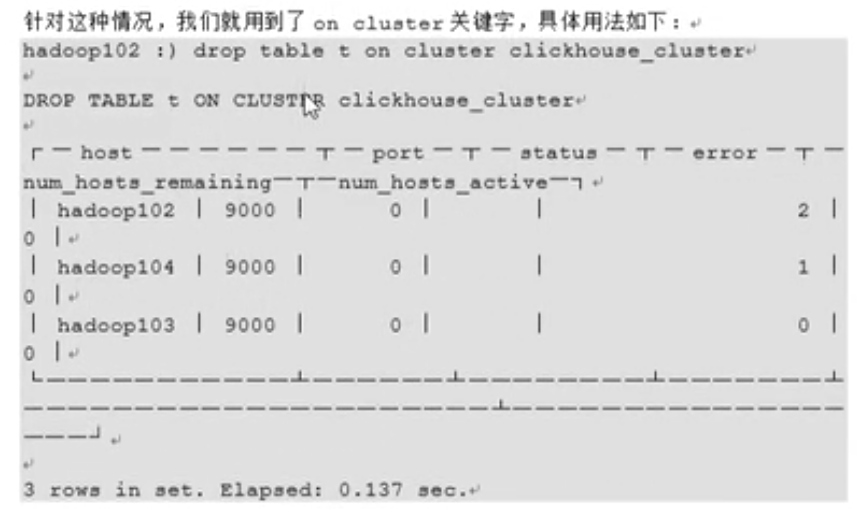 针对这种情况，我们就用到了 on cluster 关键字，具体用法如下：
hadoop102 :) drop table t on cluster clickhouse_cluster
DROP TABLE t ON CLUSTER clickhouse_cluster
┌─host──────┬─port─┬─status─┬─error─┬─
num_hosts_remaining─┬─num_hosts_active─┐
│ hadoop102 │ 9000 │ 0 │ │ 2 │
0 │
│ hadoop104 │ 9000 │ 0 │ │ 1 │
0 │
│ hadoop103 │ 9000 │ 0 │ │ 0 │
0 │
3 rows in set. Elapsed: 0.137 sec.